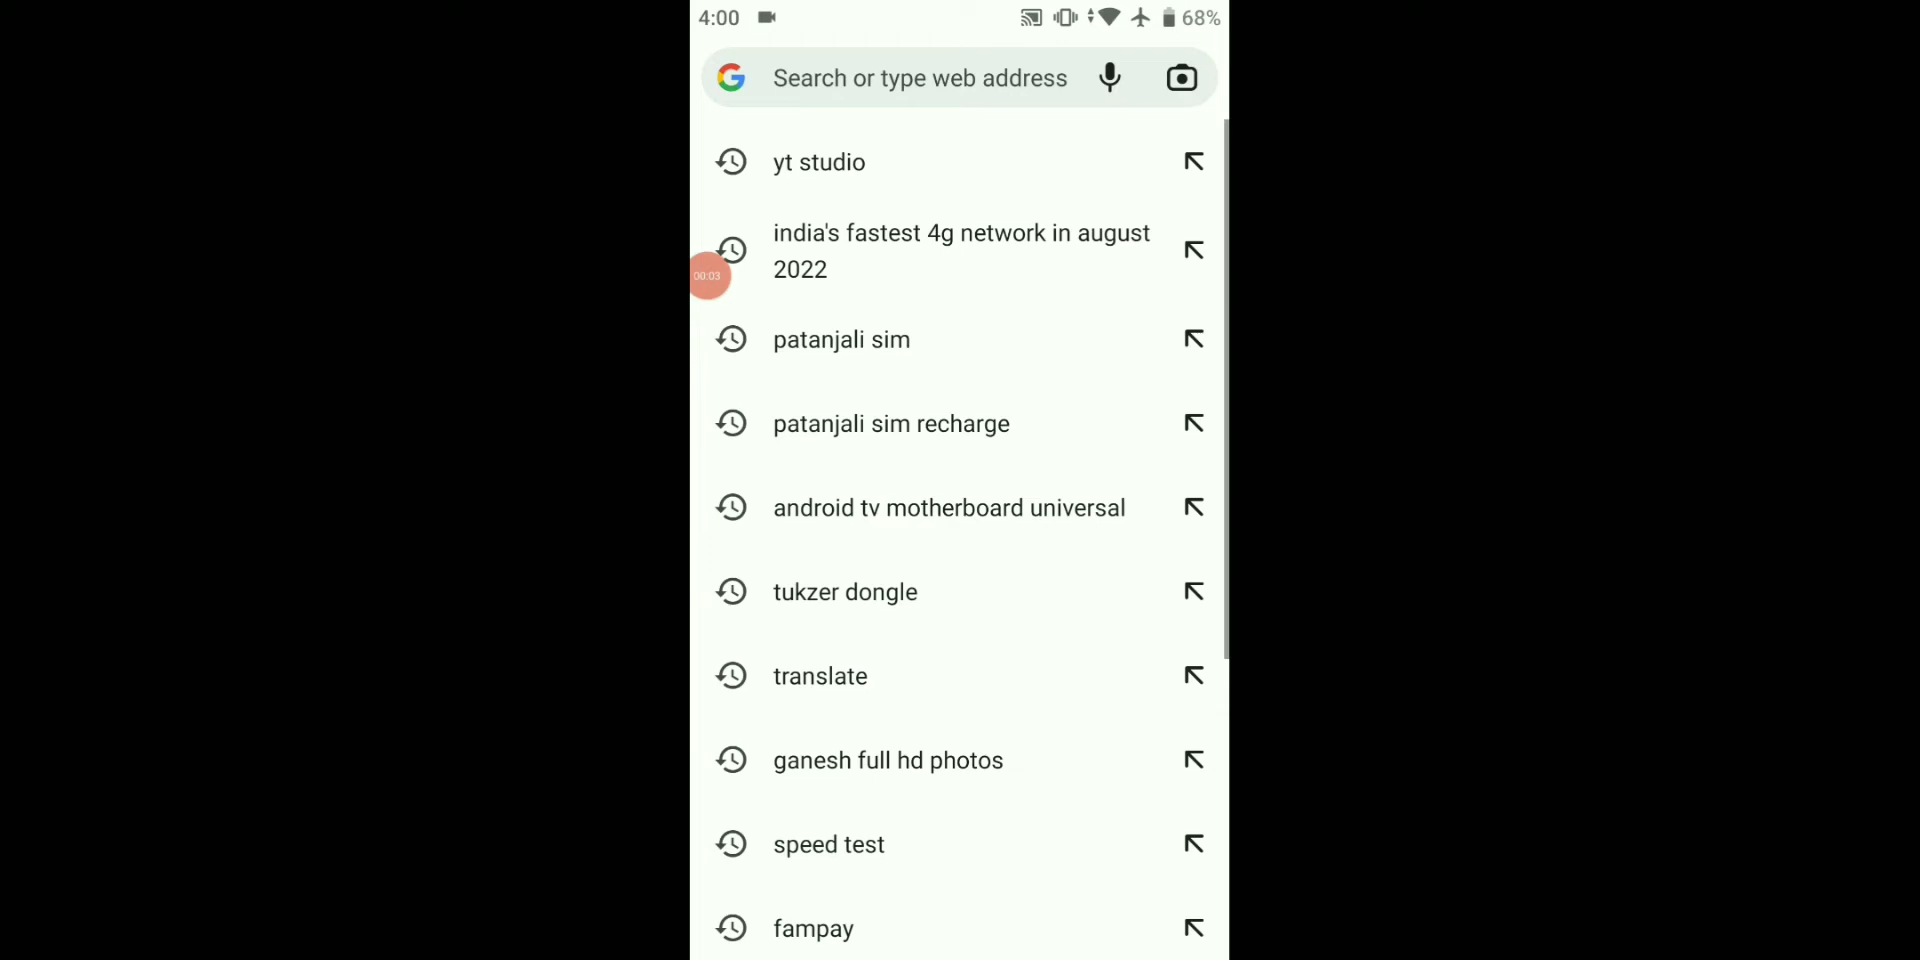 4:00
68%
Search or type web address
yt studio
india's fastest 4g network in august
2022
00:03
patanjali sim
patanjali sim recharge
android tv motherboard universal
tukzer dongle
translate
ganesh full hd photos
speed test
fampay